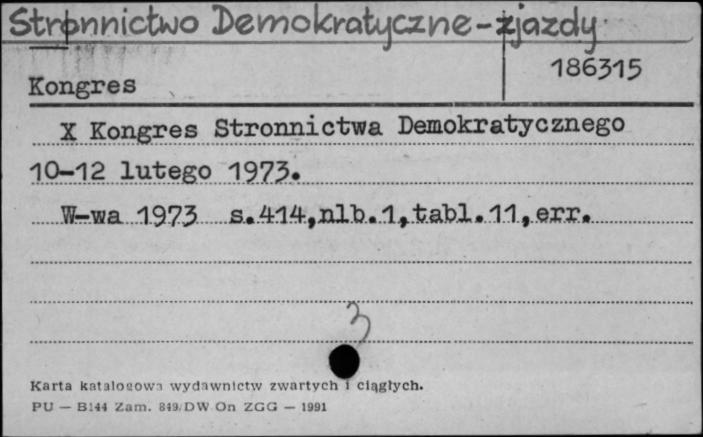 Stronnictwo Demokratyczne-zjazdy
186315
Kongres
X Kongres Stronnictwa Demokratycznego
10-12 lutego 1973.
W-wa 1973 s.414,nlb.1,tabl.11,err.
3
Karta katalogowa wydawnictw zwartych i ciągłych.
PU — B144 Zam. 849/DW On ZGG — 1991